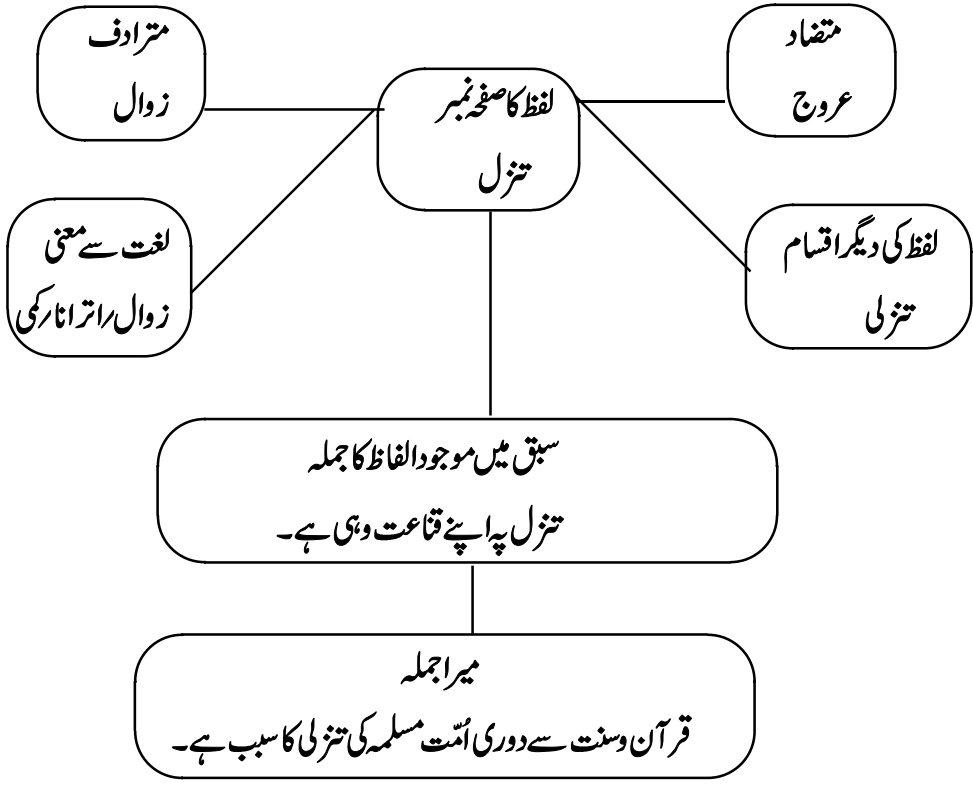 متضاد
عروج
لفظ کا صفحہ نمبر
تنزل
مترادف
زوال
لفظ کی دیگر اقسام
تنزلی
لغت سے معنی
زوال/اترانا/کمی
سبق میں موجود الفاظ کا جملہ
تنزل پہ اپنے قناعت وہی ہے۔
میرا جملہ
قرآن و سنت سے دوری اُمّت مسلمہ کی تنزلی کا سبب ہے۔